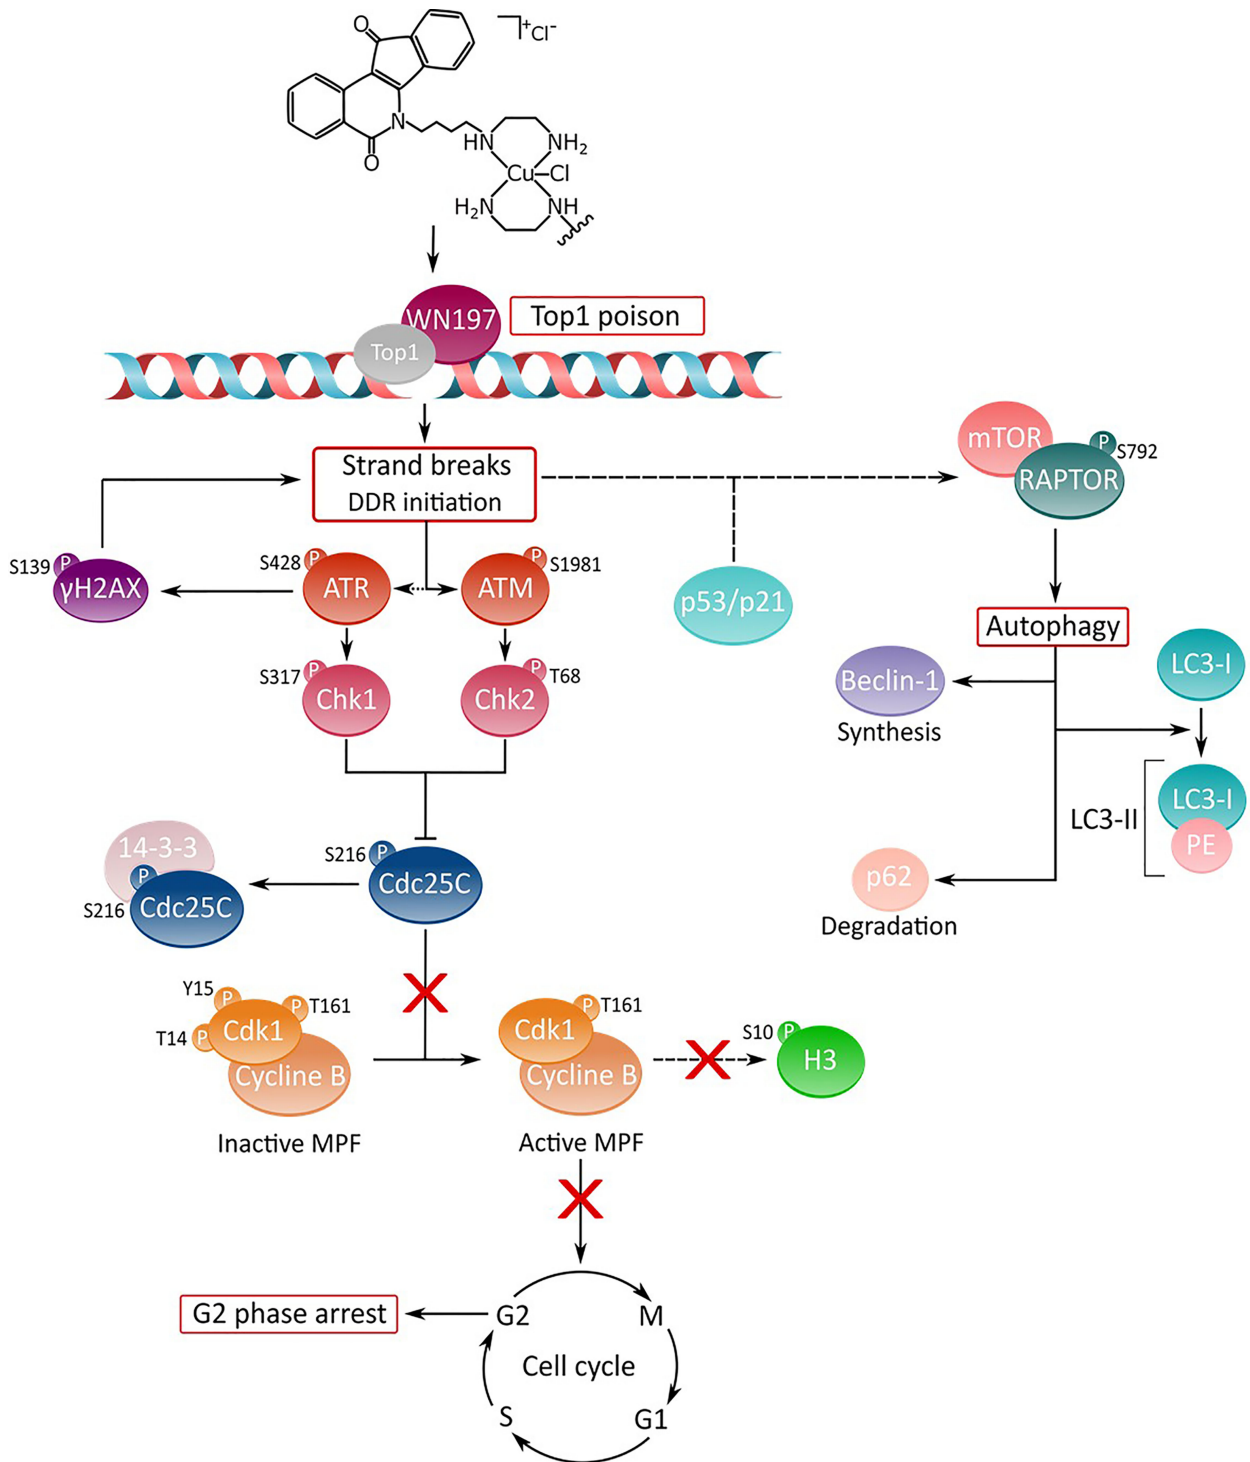 O
]+Cl-
N
O
HN
NH2
Cu
Cl
H2N
NH
WN197
Top1 poison
Top1
mTOR
P
S792
RAPTOR
Strand breaks
DDR initiation
S139
P
γH2AX
S428
P
ATR
P
S1981
ATM
p53/p21
Autophagy
S317
P
Chk1
P
T68
Chk2
Beclin-1
Synthesis
LC3-I
LC3-II
LC3-I
PE
14-3-3
P
S216
Cdc25C
S216
P
Cdc25C
p62
Degradation
Y15
P
P
T161
T14
P
Cdk1
Cycline B
Inactive MPF
P
T161
Cdk1
Cycline B
Active MPF
S10
P
H3
G2 phase arrest
G2
M
Cell cycle
S
G1